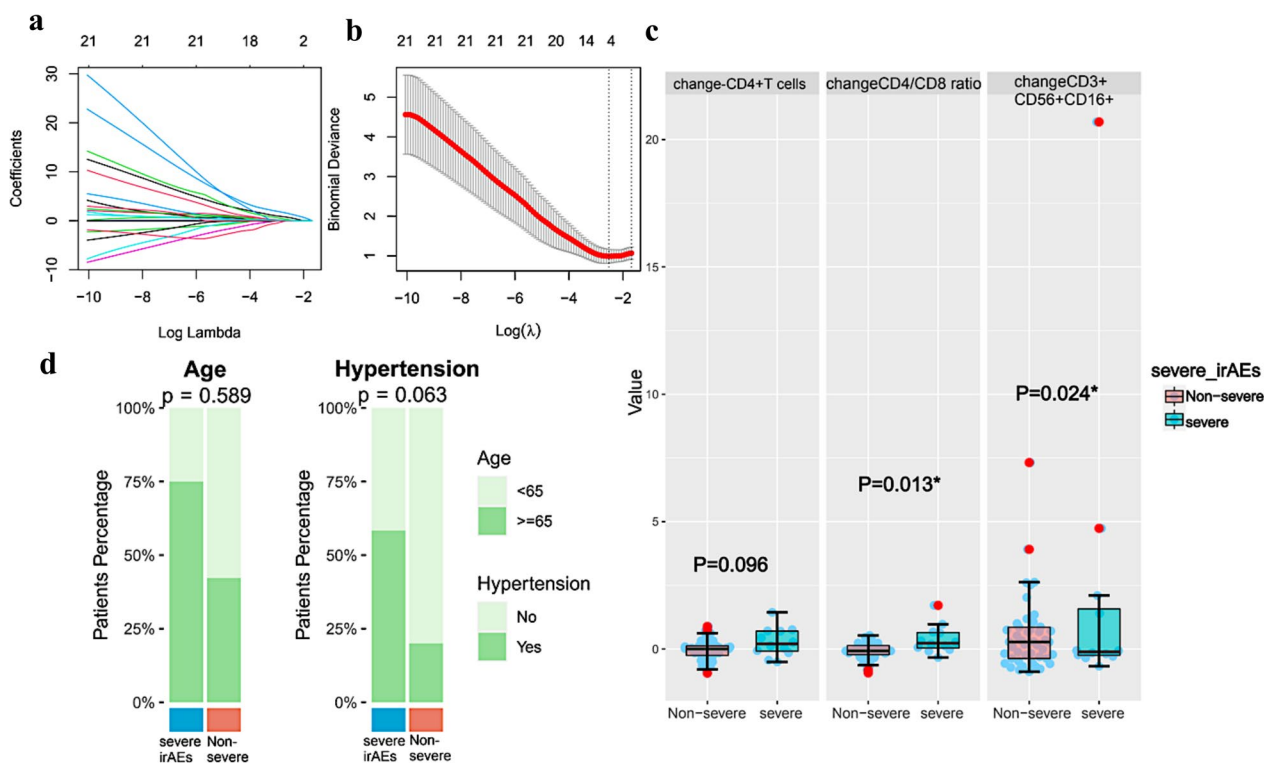 a
21 21 21 18 2
Coefficients
30
20
10
0
−10
−10 −8 −6 −4 −2
Log Lambda
b
21 21 21 21 21 20 14 4
Binomial Deviance
5
4
3
2
1
−10 −8 −6 −4 −2
Log(λ)
c
change-CD4+T cells
changeCD4/CD8 ratio
changeCD3+
CD56+CD16+
Value
20
15
10
5
0
P=0.096
P=0.013*
P=0.024*
Non−severe severe
Non−severe severe
Non−severe severe
severe_irAEs
Non−severe
severe
d
Age
p = 0.589
Patients Percentage
100%
75%
50%
25%
0%
severe
irAEs
Non-
severe
Hypertension
p = 0.063
Patients Percentage
100%
75%
50%
25%
0%
severe
irAEs
Non-
severe
Age
<65
>=65
Hypertension
No
Yes